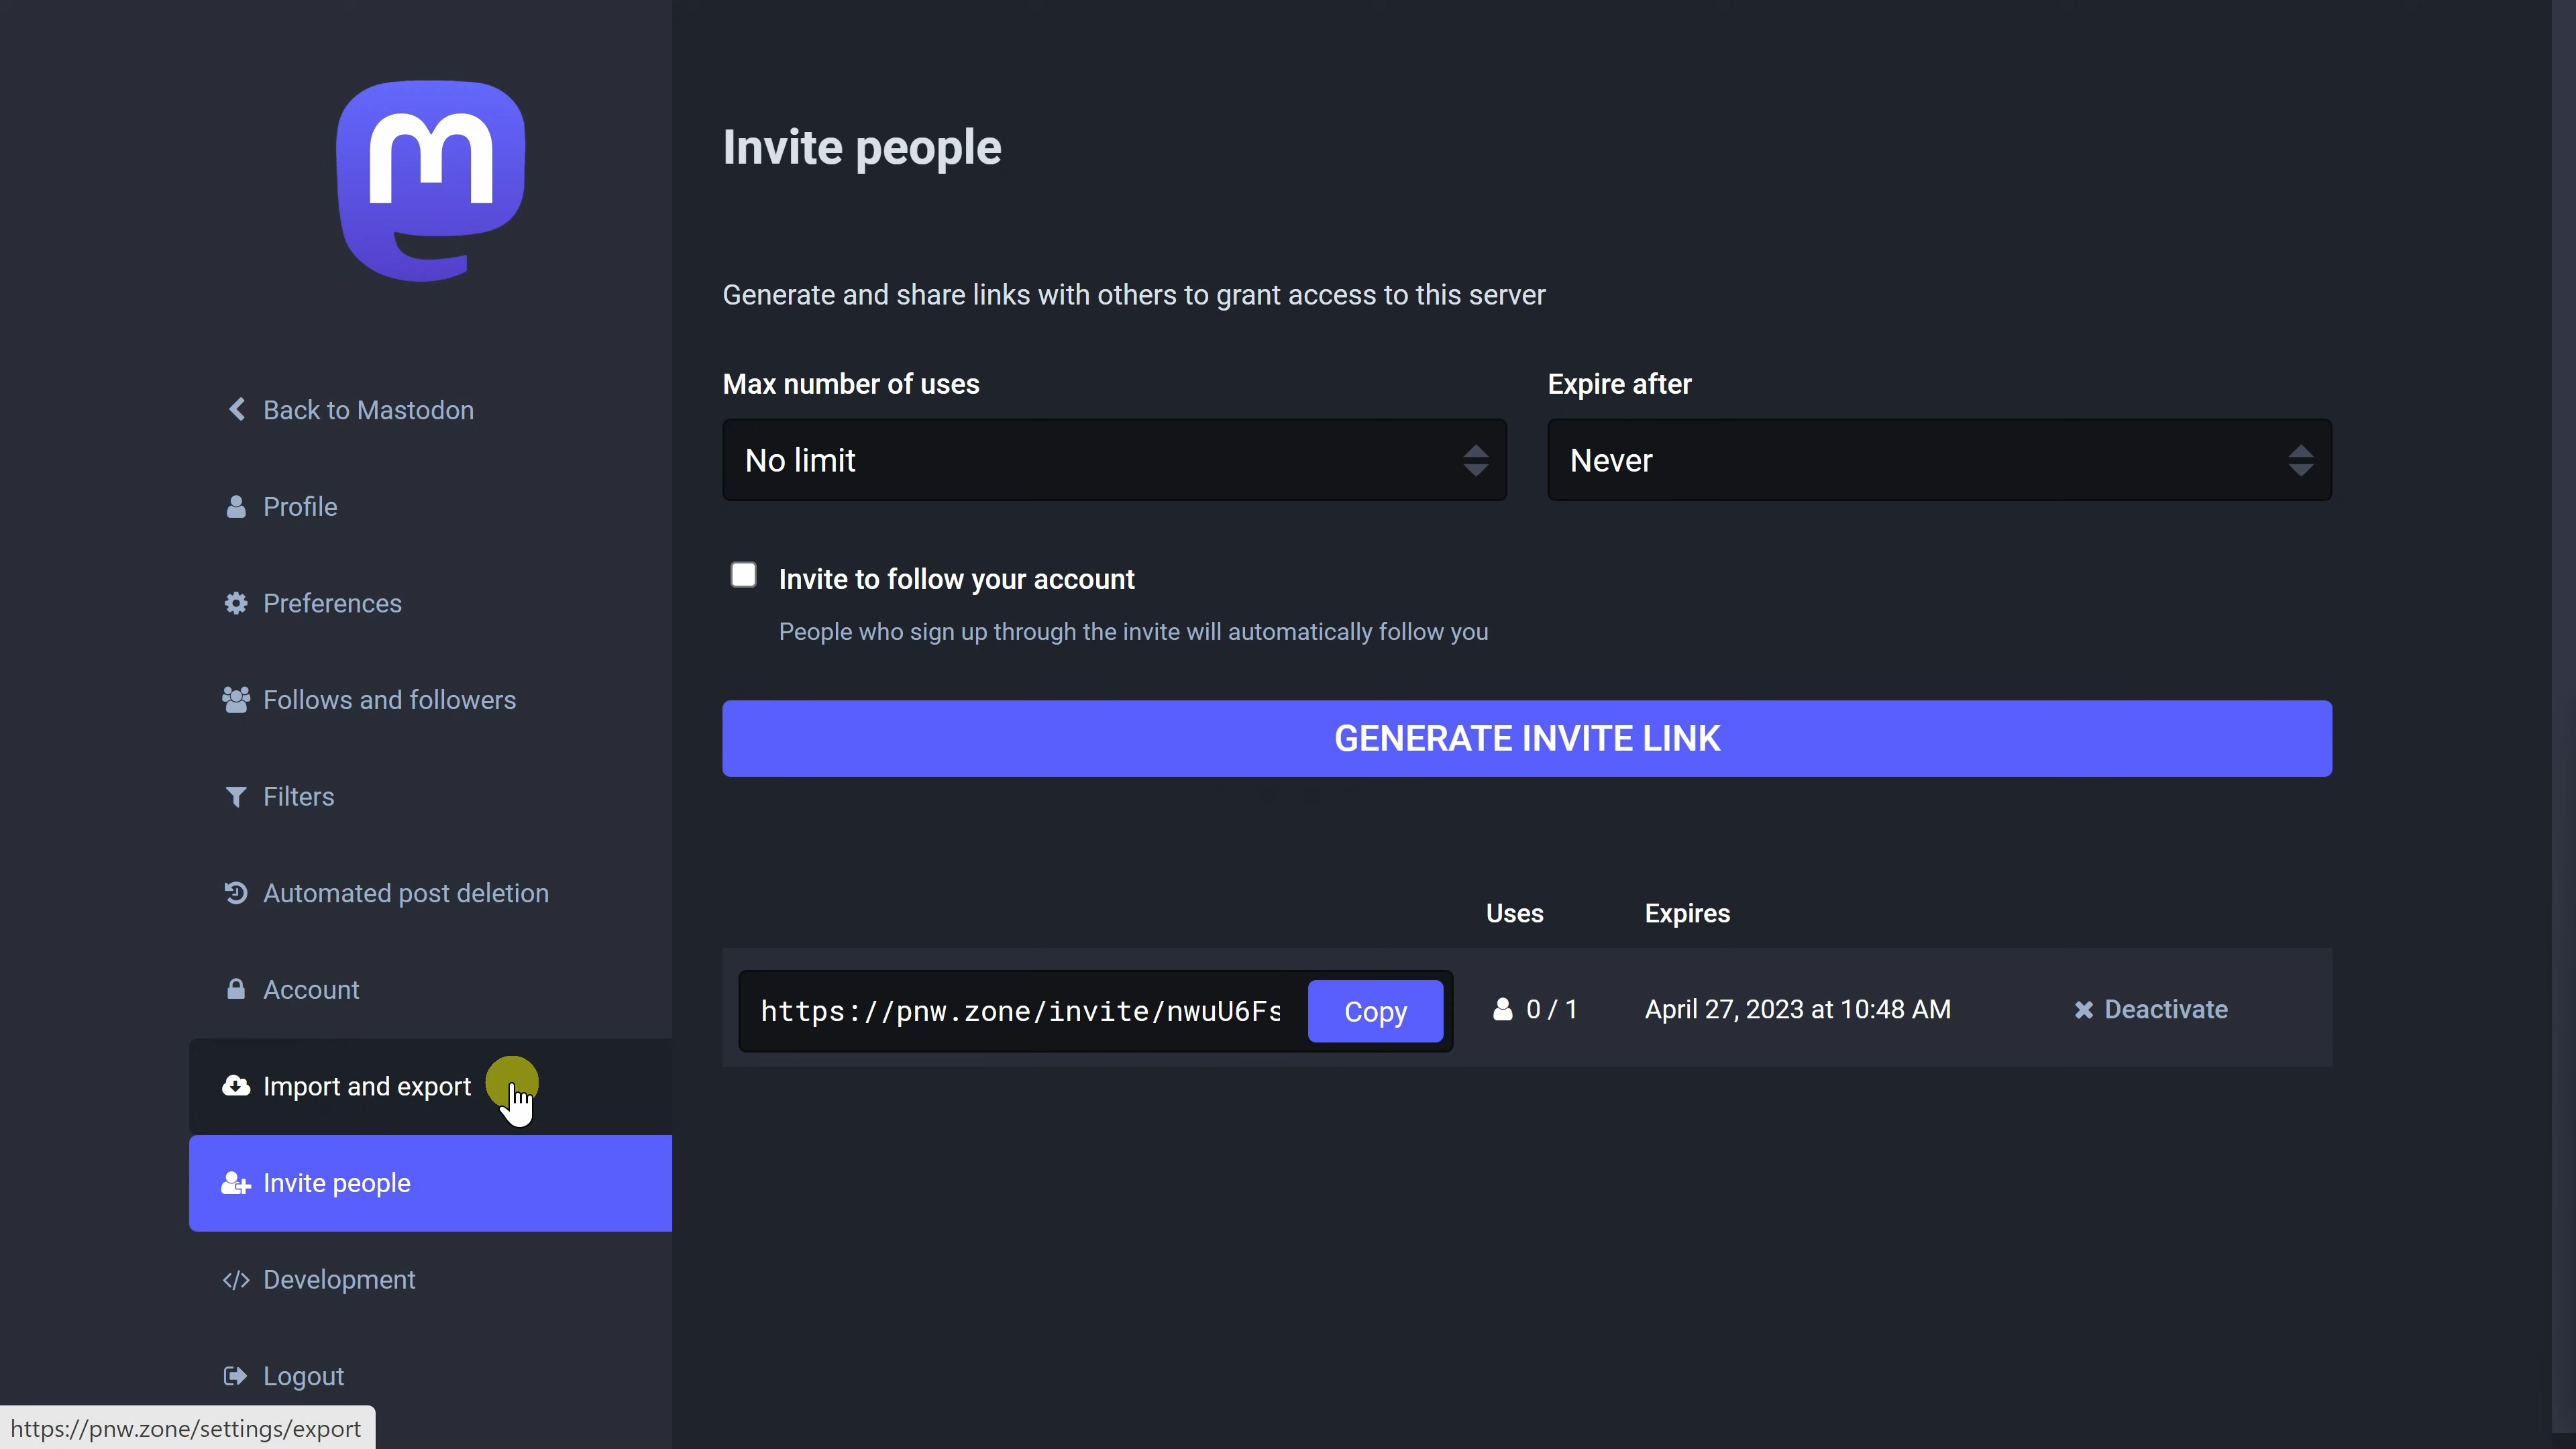 Back to Mastodon
Profile
Preferences
Follows and followers
Filters
Automated post deletion
Account
Import and export
Invite people
Development
Logout
https://pnw.zone/settings/export
Invite people
Generate and share links with others to grant access to this server
Max number of uses
No limit
Expire after
Never
Invite to follow your account
People who sign up through the invite will automatically follow you
GENERATE INVITE LINK
Uses Expires
https://pnw.zone/invite/nwuU6Fs Copy 0 / 1 April 27, 2023 at 10:48 AM Deactivate